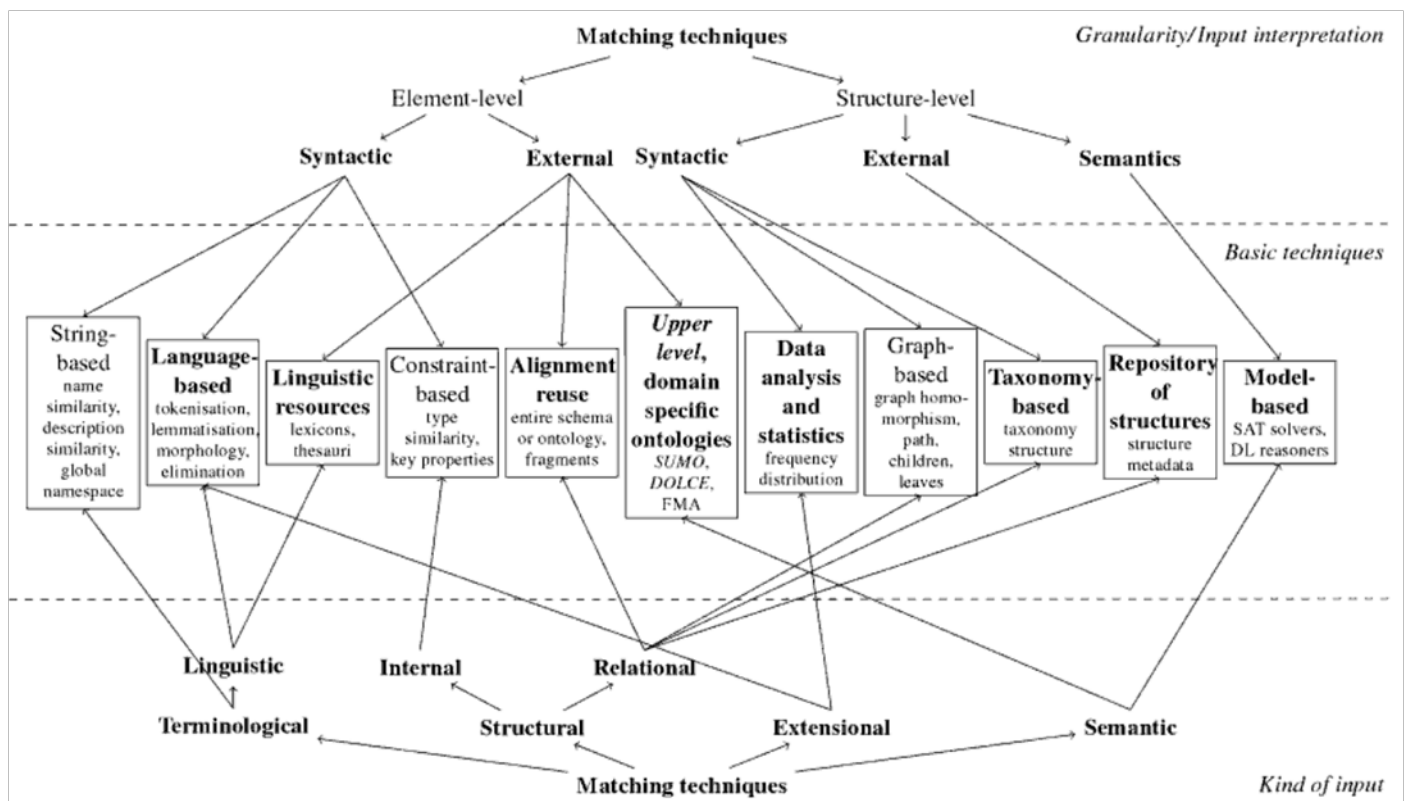 Matching techniques
Granularity/Input interpretation
Element-level
Structure-level
Syntactic
External
Syntactic
External
Semantics
Basic techniques
String-
based
name
similarity,
description
similarity,
global
namespace
Language-
based
tokenisation,
lemmatisation,
morphology,
elimination
Linguistic
resources
lexicons,
thesauri
Constraint-
based
type
similarity,
key properties
Alignment
reuse
entire schema
or ontology,
fragments
Upper
level,
domain
specific
ontologies
SUMO,
DOLCE,
FMA
Data
analysis
and
statistics
frequency
distribution
Graph-
based
graph homo-
morphism,
path,
children,
leaves
Taxonomy-
based
taxonomy
structure
Repository
of
structures
structure
metadata
Model-
based
SAT solvers,
DL reasoners
Linguistic
Internal
Relational
Terminological
Structural
Extensional
Semantic
Matching techniques
Kind of input